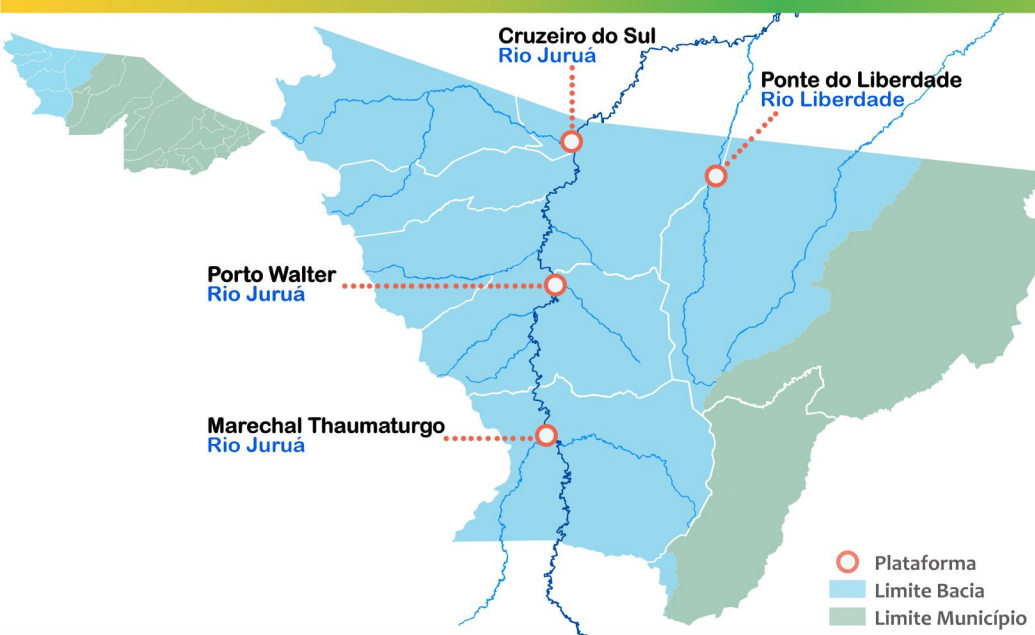 Cruzeiro do Sul
Rio Juruá
Ponte do Liberdade
Rio Liberdade
Porto Walter
Rio Juruá
Marechal Thaumaturgo
Rio Juruá
Plataforma
Limite Bacia
Limite Município